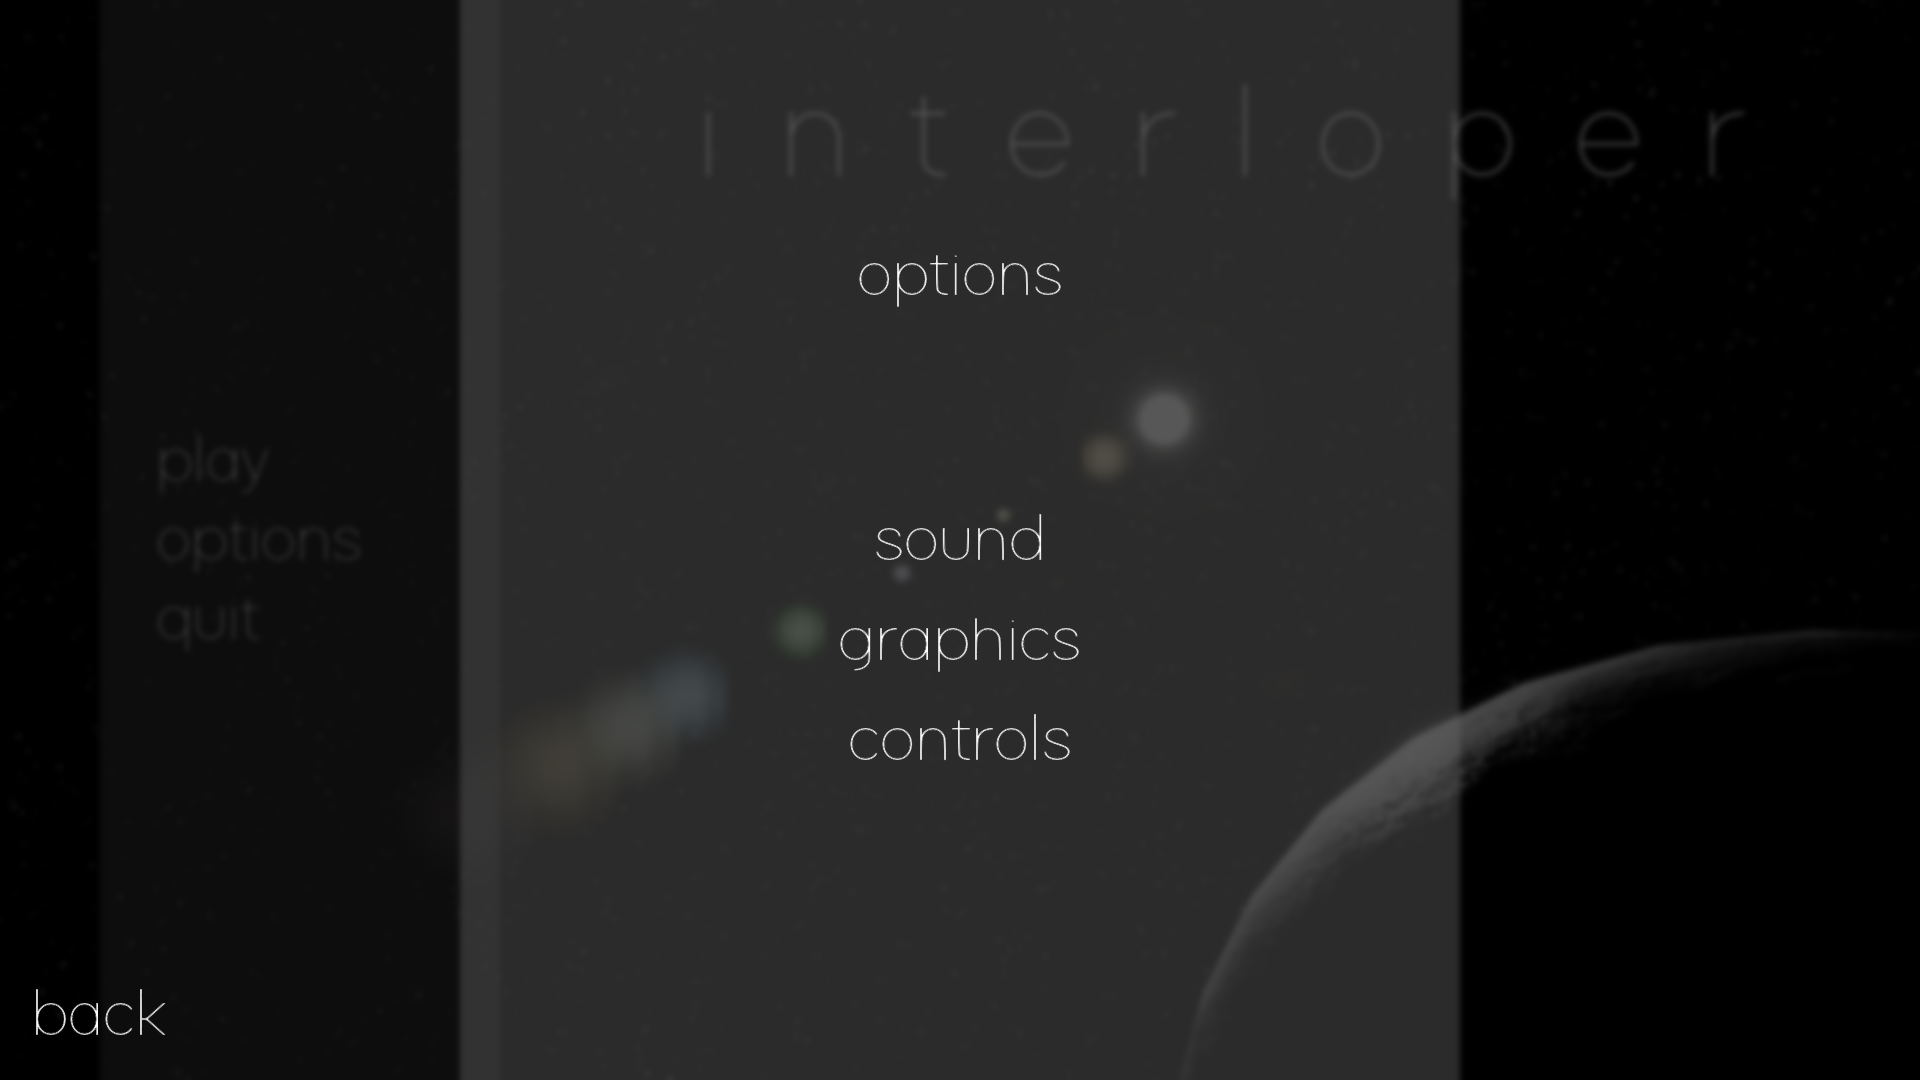 interloper
options
play
options
quit
sound
graphics
controls
back